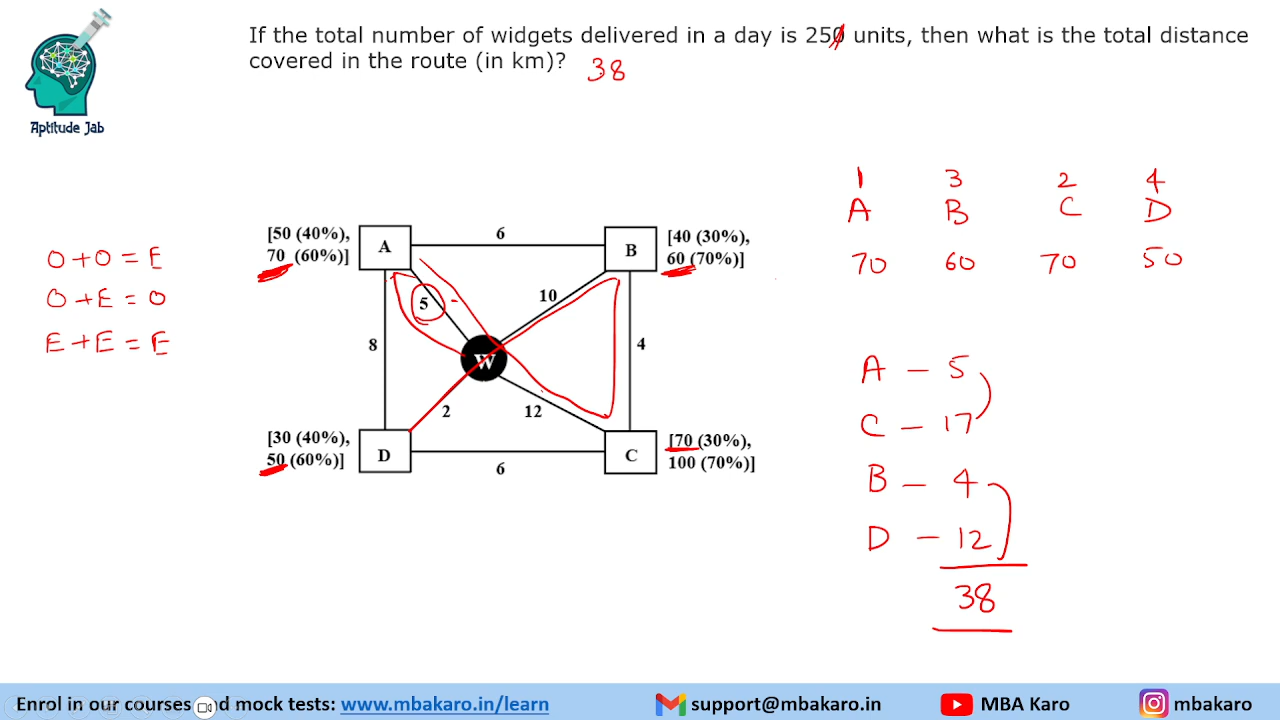 If the total number of widgets delivered in a day is 250 units, then what is the total distance
covered in the route (in km)? 38
Aptitude Jab
1 3 2 4
A B C D
70 60 70 50
O + O = E
O + E = O
E + E = E
[50 (40%),
70 (60%)]
A
6
B
[40 (30%),
60 (70%)]
5
10
8
W
4
2
12
[30 (40%),
50 (60%)]
D
6
C
[70 (30%),
100 (70%)]
A – 5
C – 17
B – 4
D – 12
38
Enrol in our courses and mock tests: www.mbakaro.in/learn
support@mbakaro.in
MBA Karo
mbakaro